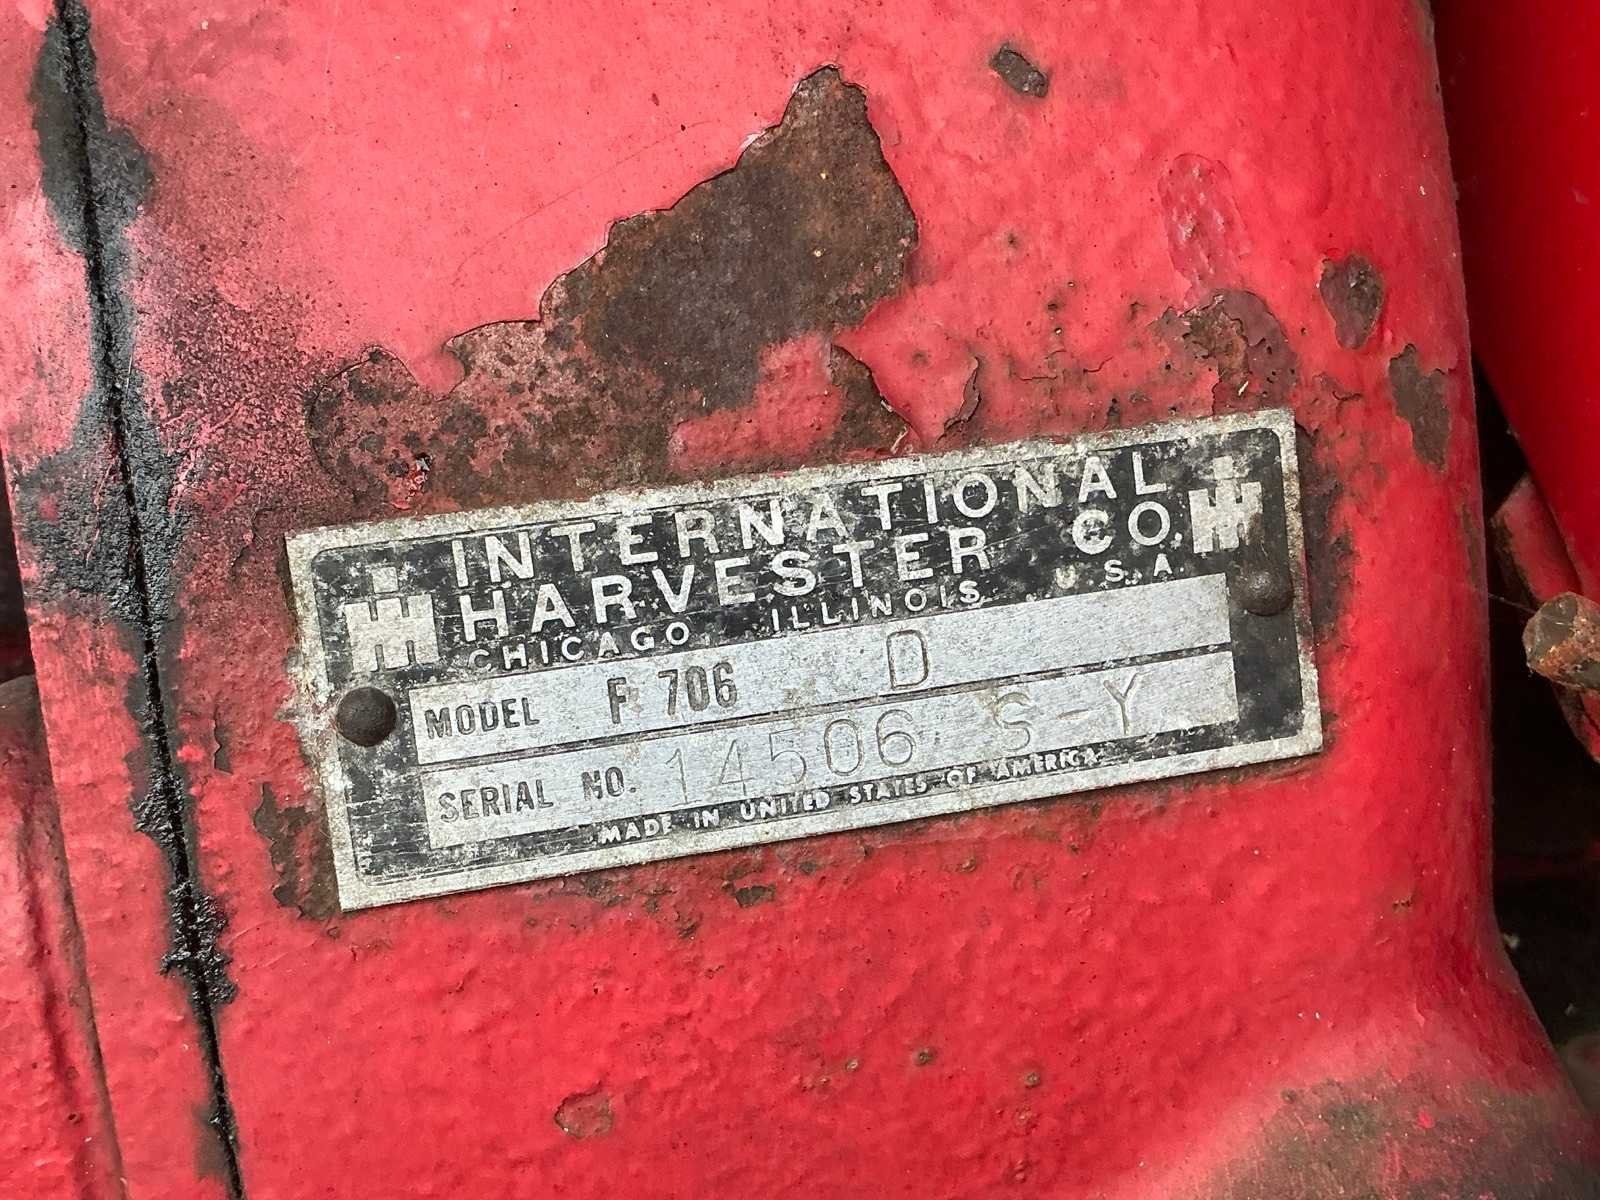 INTERNATIONAL
HARVESTER CO.
CHICAGO ILLINOIS U.S.A.
MODEL F 706 D
SERIAL NO. 14506 S-Y
MADE IN UNITED STATES OF AMERICA